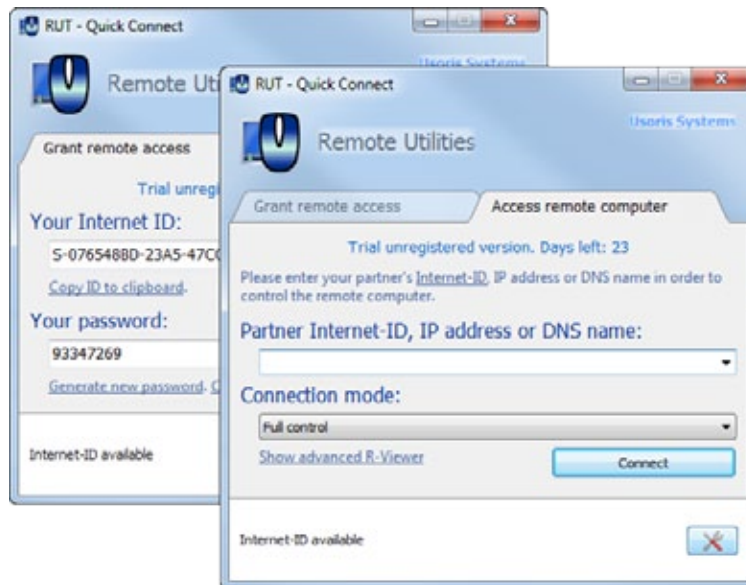 RUT - Quick Connect
Usoris Systems
Remote Uti
Grant remote access
Trial unregi
Your Internet ID:
Copy ID to clipboard.
Your password:
93347269
Generate new password.
Internet-ID available
RUT - Quick Connect
Usoris Systems
Remote Utilities
Grant remote access
Access remote computer
Trial unregistered version. Days left: 23
Please enter your partner's Internet-ID, IP address or DNS name in order to
control the remote computer.
Partner Internet-ID, IP address or DNS name:
Connection mode:
Full control
Show advanced R-Viewer
Connect
Internet-ID available